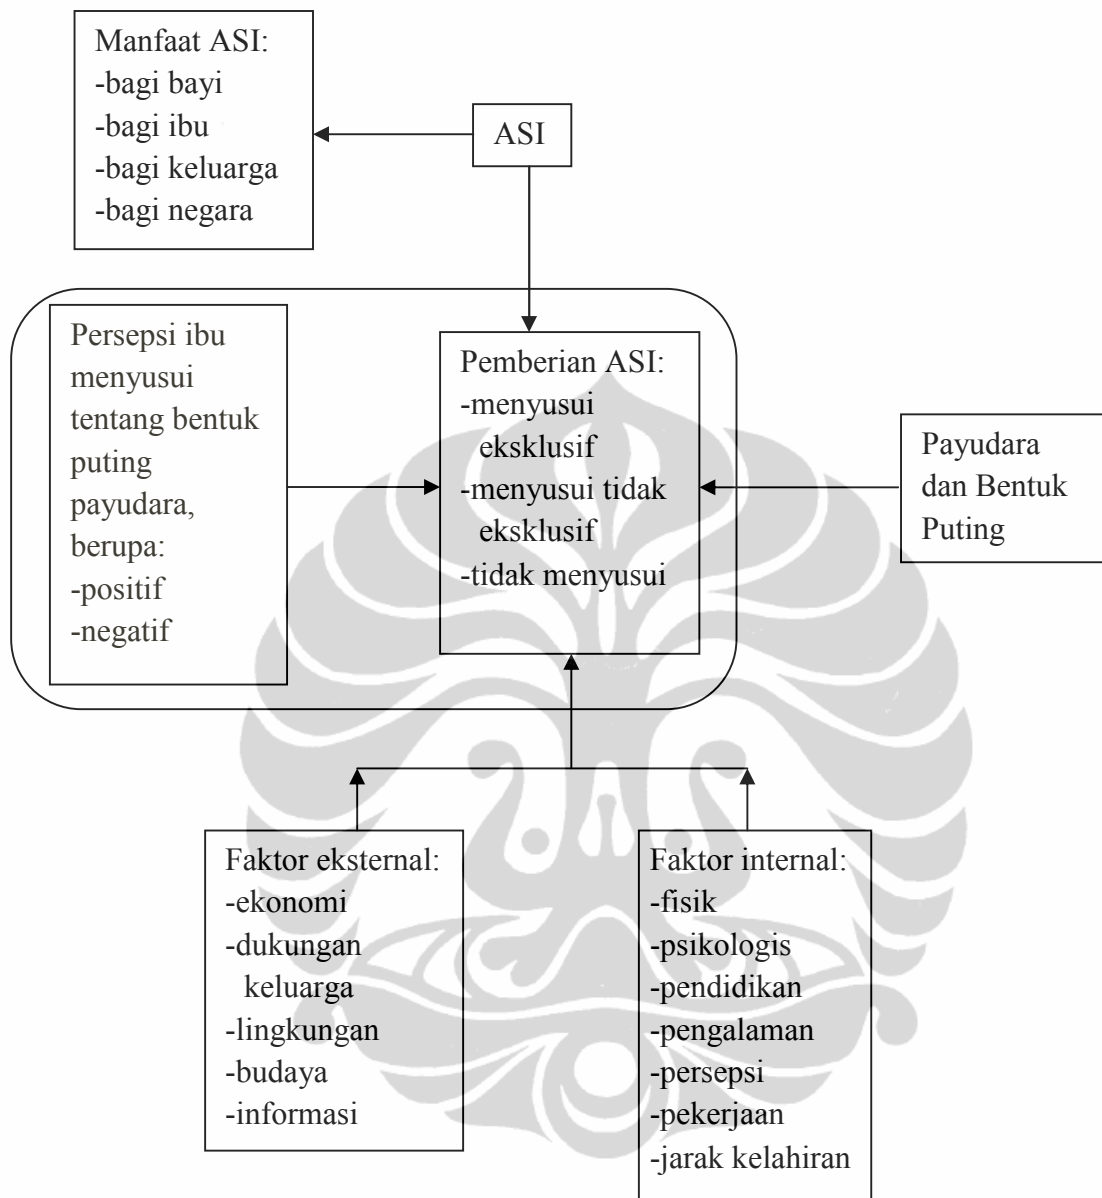 Manfaat ASI:
-bagi bayi
-bagi ibu
-bagi keluarga
-bagi negara
ASI
Persepsi ibu
menyusui
tentang bentuk
puting
payudara,
berupa:
-positif
-negatif
Pemberian ASI:
-menyusui
eksklusif
-menyusui tidak
eksklusif
-tidak menyusui
Payudara
dan Bentuk
Puting
Faktor eksternal:
-ekonomi
-dukungan
keluarga
-lingkungan
-budaya
-informasi
Faktor internal:
-fisik
-psikologis
-pendidikan
-pengalaman
-persepsi
-pekerjaan
-jarak kelahiran